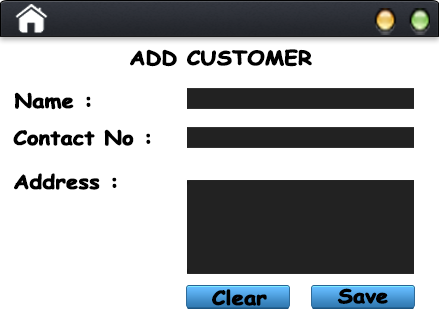 ADD CUSTOMER
Name :
Contact No :
Address :
Clear Save